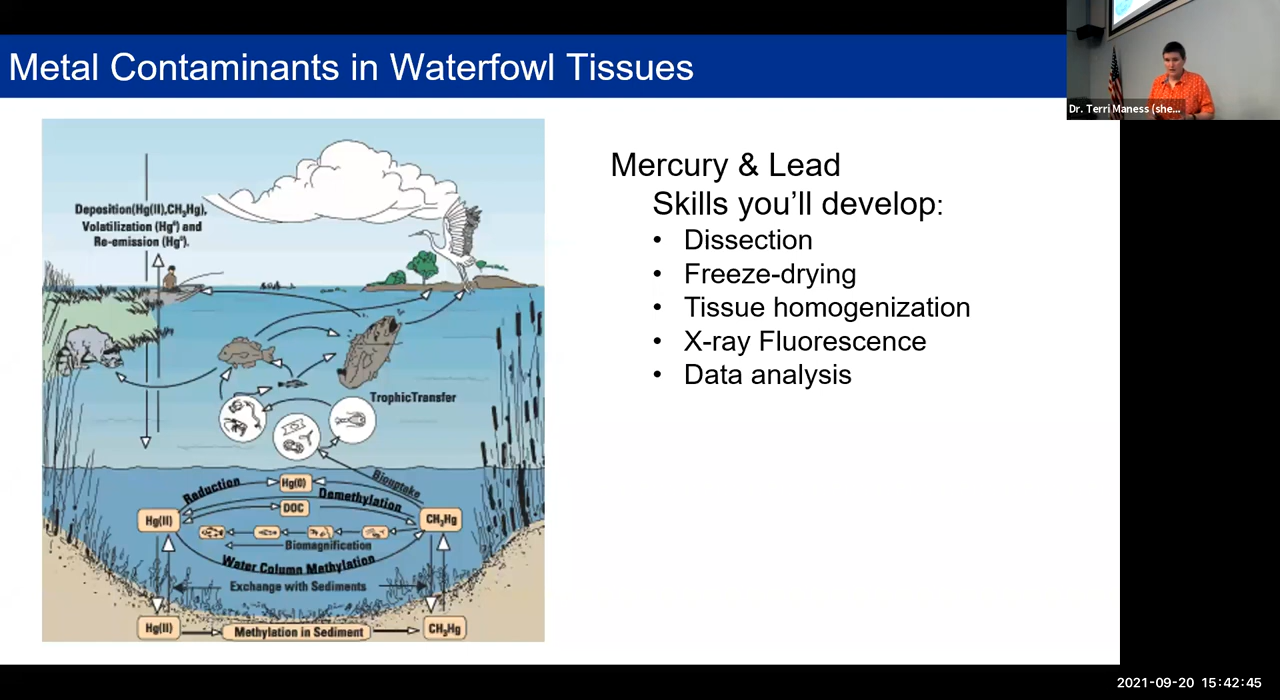 Metal Contaminants in Waterfowl Tissues
Dr. Terri Maness (she...
Deposition(Hg(II),CH₃Hg),
Volatilization (Hg⁰) and
Re-emission (Hg⁰).
TrophicTransfer
Biouptake
Reduction
Hg(0)
Demethylation
DOC
Hg(II)
CH₃Hg
Biomagnification
Water Column Methylation
Exchange with Sediments
Hg(II)
Methylation in Sediment
CH₃Hg
Mercury & Lead
Skills you’ll develop:
• Dissection
• Freeze-drying
• Tissue homogenization
• X-ray Fluorescence
• Data analysis
2021-09-20 15:42:45